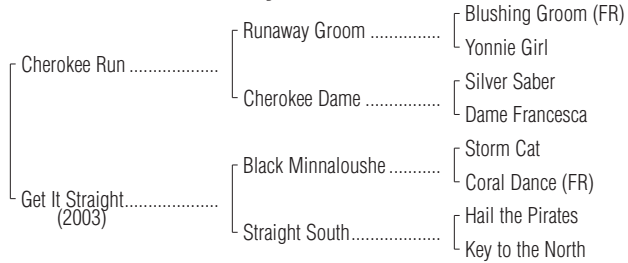 Blushing Groom (FR)
Runaway Groom ...............
Yonnie Girl
Cherokee Run ...................
Silver Saber
Cherokee Dame ................
Dame Francesca
Storm Cat
Black Minnaloushe ...........
Coral Dance (FR)
Get It Straight....................
(2003)
Hail the Pirates
Straight South...................
Key to the North